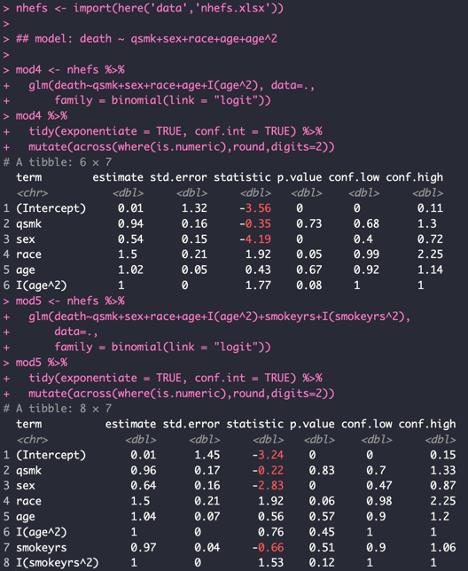 > nhefs <- import(here('data','nhefs.xlsx'))
>
> ## model: death ~ qsmk+sex+race+age+age^2
>
> mod4 <- nhefs %>%
+   glm(death~qsmk+sex+race+age+I(age^2), data=.,
+       family = binomial(link = "logit"))
> mod4 %>%
+   tidy(exponentiate = TRUE, conf.int = TRUE) %>%
+   mutate(across(where(is.numeric),round,digits=2))
# A tibble: 6 × 7
  term        estimate std.error statistic p.value conf.low conf.high
  <chr>          <dbl>     <dbl>     <dbl>   <dbl>    <dbl>     <dbl>
1 (Intercept)     0.01      1.32     -3.56    0        0         0.11
2 qsmk            0.94      0.16     -0.35    0.73     0.68      1.3
3 sex             0.54      0.15     -4.19    0        0.4       0.72
4 race            1.5       0.21      1.92    0.05     0.99      2.25
5 age             1.02      0.05      0.43    0.67     0.92      1.14
6 I(age^2)        1         0         1.77    0.08     1         1
> mod5 <- nhefs %>%
+   glm(death~qsmk+sex+race+age+I(age^2)+smokeyrs+I(smokeyrs^2),
+       data=.,
+       family = binomial(link = "logit"))
> mod5 %>%
+   tidy(exponentiate = TRUE, conf.int = TRUE) %>%
+   mutate(across(where(is.numeric),round,digits=2))
# A tibble: 8 × 7
  term          estimate std.error statistic p.value conf.low conf.high
  <chr>            <dbl>     <dbl>     <dbl>   <dbl>    <dbl>     <dbl>
1 (Intercept)       0.01      1.45     -3.24    0        0         0.15
2 qsmk              0.96      0.17     -0.22    0.83     0.7       1.33
3 sex               0.64      0.16     -2.83    0        0.47      0.87
4 race              1.5       0.21      1.92    0.06     0.98      2.25
5 age               1.04      0.07      0.56    0.57     0.9       1.2
6 I(age^2)          1         0         0.76    0.45     1         1
7 smokeyrs          0.97      0.04     -0.66    0.51     0.9       1.06
8 I(smokeyrs^2)     1         0         1.53    0.12     1         1